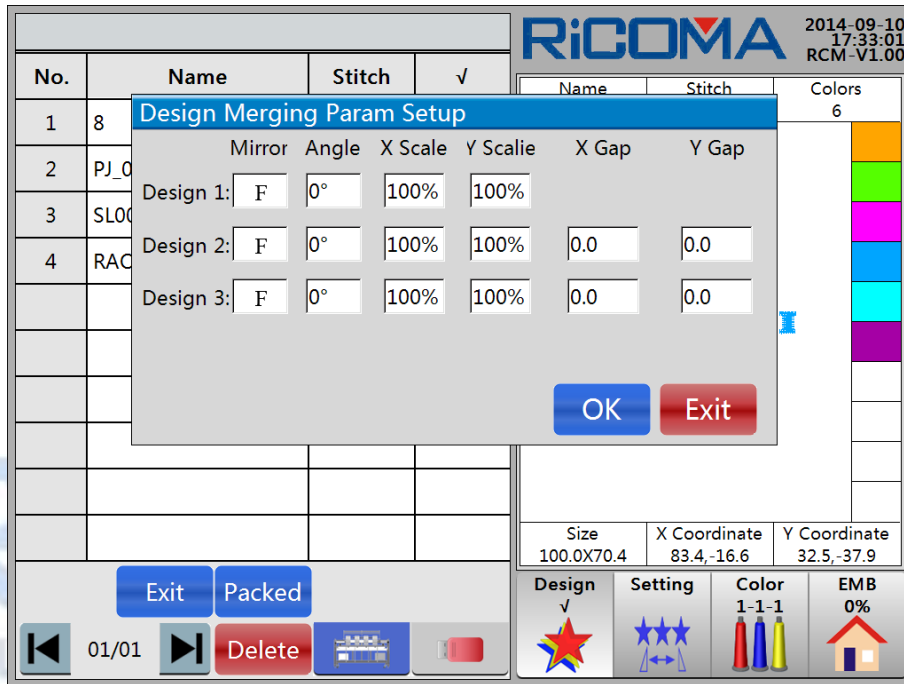 RiCOMA
2014-09-10
17:33:01
RCM-V1.00
No. Name Stitch √
Name Stitch Colors
6
1 8
2 PJ_0
3 SL00
4 RAC
Design Merging Param Setup
Mirror Angle X Scale Y Scalie X Gap Y Gap
Design 1: F 0° 100% 100%
Design 2: F 0° 100% 100% 0.0 0.0
Design 3: F 0° 100% 100% 0.0 0.0
OK Exit
Size X Coordinate Y Coordinate
100.0X70.4 83.4,-16.6 32.5,-37.9
Exit Packed
Design Setting Color EMB
√ 1-1-1 0%
01/01 Delete